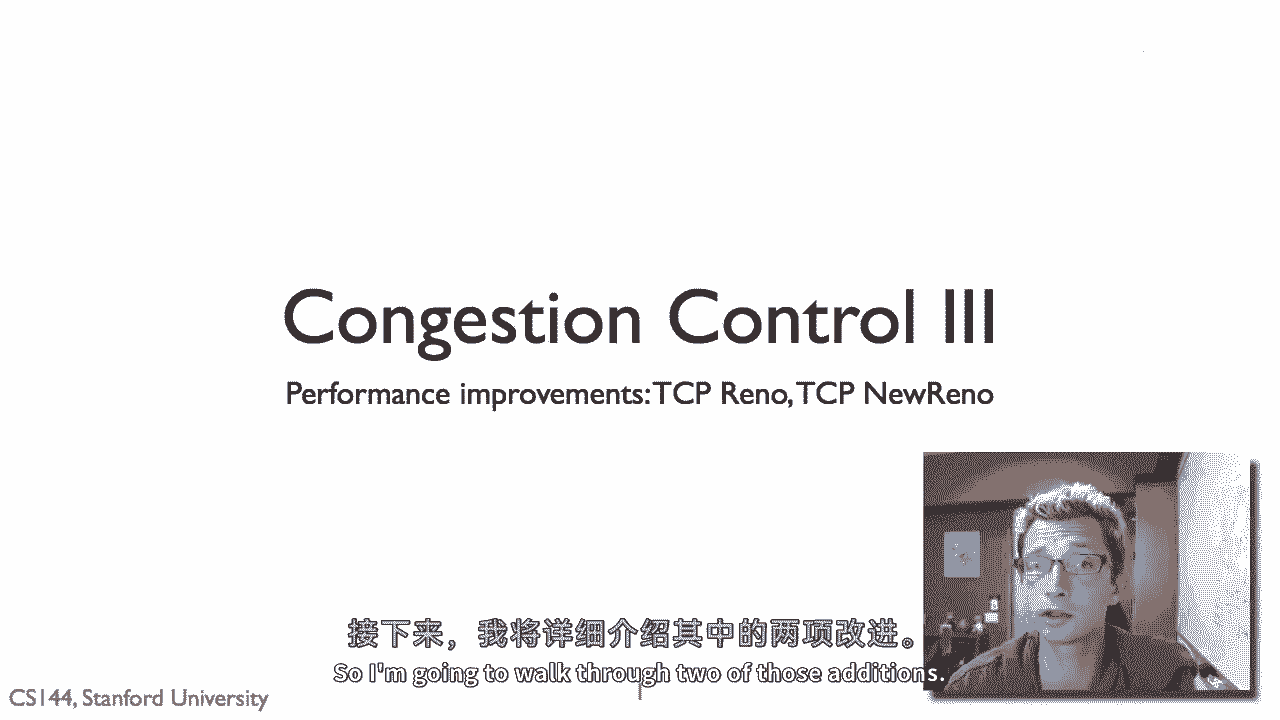 Congestion Control III
Performance improvements: TCP Reno, TCP NewReno
接下来，我将详细介绍其中的两项改进。
So I'm going to walk through two of those additions.
CS144, Stanford University
1